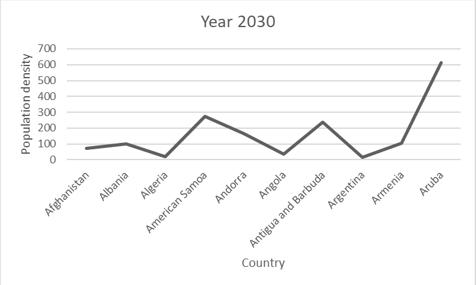 Year 2030
Population density
700
600
500
400
300
200
100
0
Afghanistan
Albania
Algeria
American Samoa
Andorra
Angola
Antigua and Barbuda
Argentina
Armenia
Aruba
Country